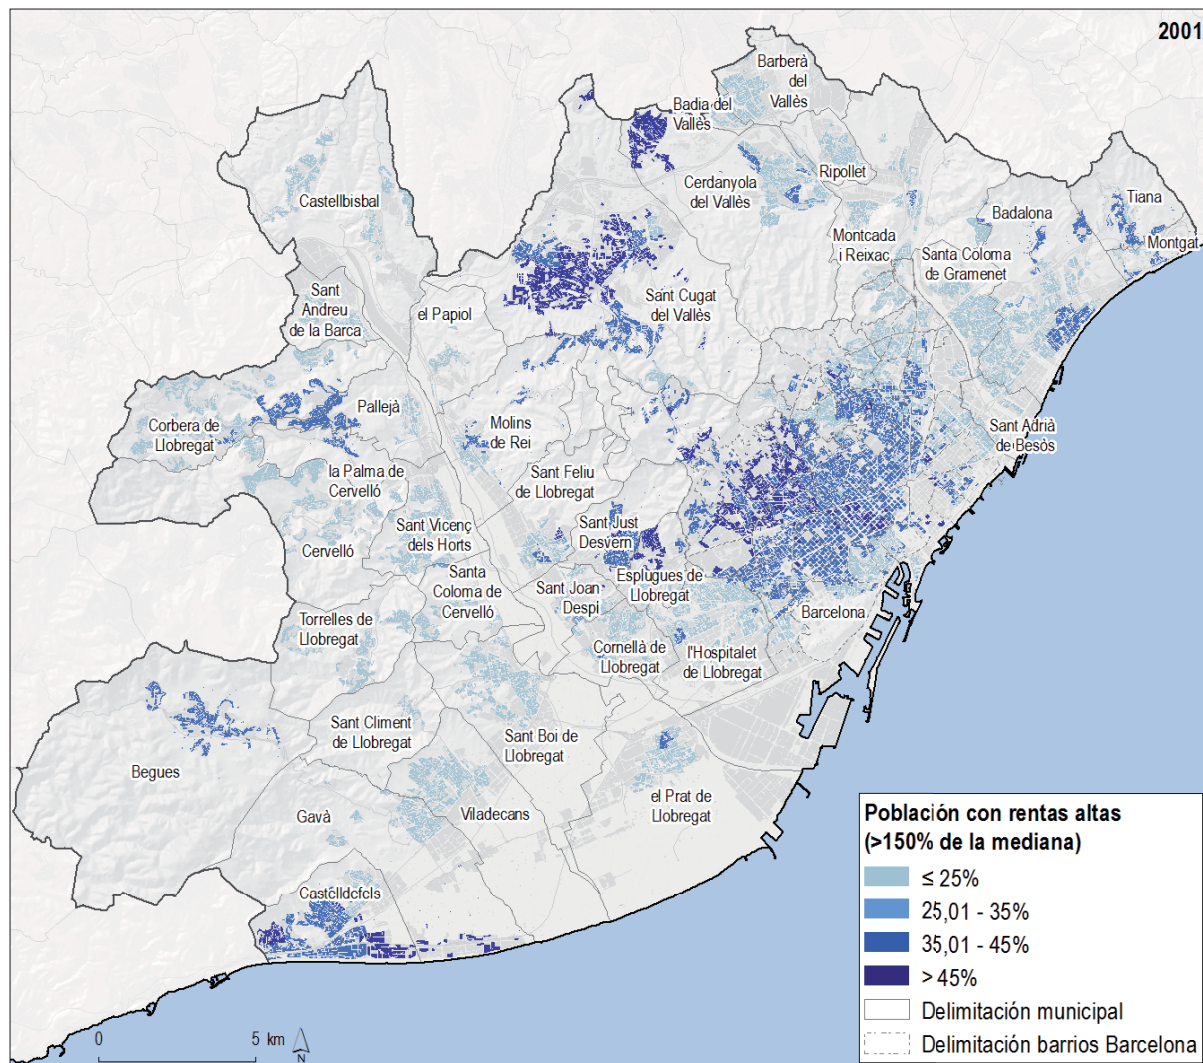 2001
Barberà
del
Vallès
Badia del
Vallès
Ripollet
Cerdanyola
del Vallès
Castellbisbal
Tiana
Badalona
Montgat
Montcada
i Reixac
Santa Coloma
de Gramenet
Sant
Andreu
de la Barca
el Papiol
Sant Cugat
del Vallès
Pallejà
Corbera de
Llobregat
Molins
de Rei
Sant Adrià
de Besòs
la Palma de
Cervelló
Sant Feliu
de Llobregat
Sant Vicenç
dels Horts
Sant Just
Desvern
Cervelló
Santa
Coloma de
Cervelló
Esplugues de
Llobregat
Sant Joan
Despi
Barcelona
Torrelles de
Llobregat
Cornellà de
Llobregat
l'Hospitalet
de Llobregat
Sant Climent
de Llobregat
Sant Boi de
Llobregat
Begues
el Prat de
Llobregat
Gavà
Viladecans
Castelldefels
Población con rentas altas
(>150% de la mediana)
≤ 25%
25,01 - 35%
35,01 - 45%
> 45%
Delimitación municipal
Delimitación barrios Barcelona
0 5 km
N